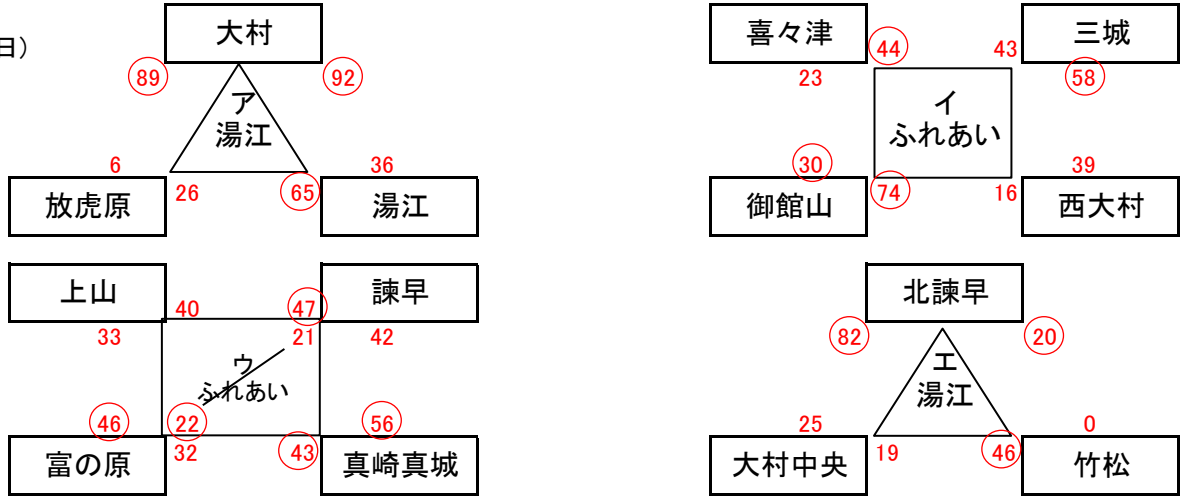 日）
大村
89
92
ア
湯江
6
26
65
36
放虎原
湯江
喜々津
44
43
三城
23
58
イ
ふれあい
30
74
16
39
御館山
西大村
上山
40
47
諫早
33
21
42
ウ
ふれあい
46
22
56
32
43
富の原
真崎真城
北諫早
82
20
エ
湯江
25
0
19
46
大村中央
竹松